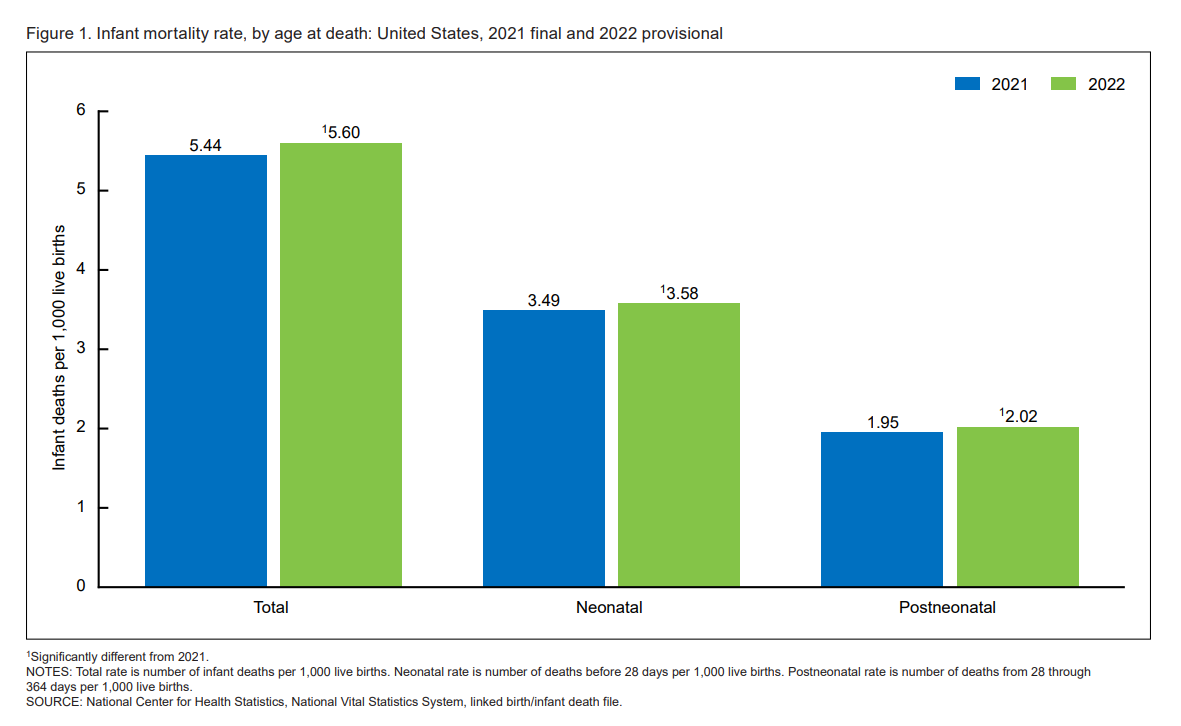 Figure 1. Infant mortality rate, by age at death: United States, 2021 final and 2022 provisional
2021 2022
6
5
4
3
2
1
0
Infant deaths per 1,000 live births
5.44
¹5.60
3.49
¹3.58
1.95
¹2.02
Total
Neonatal
Postneonatal
¹Significantly different from 2021.
NOTES: Total rate is number of infant deaths per 1,000 live births. Neonatal rate is number of deaths before 28 days per 1,000 live births. Postneonatal rate is number of deaths from 28 through
364 days per 1,000 live births.
SOURCE: National Center for Health Statistics, National Vital Statistics System, linked birth/infant death file.